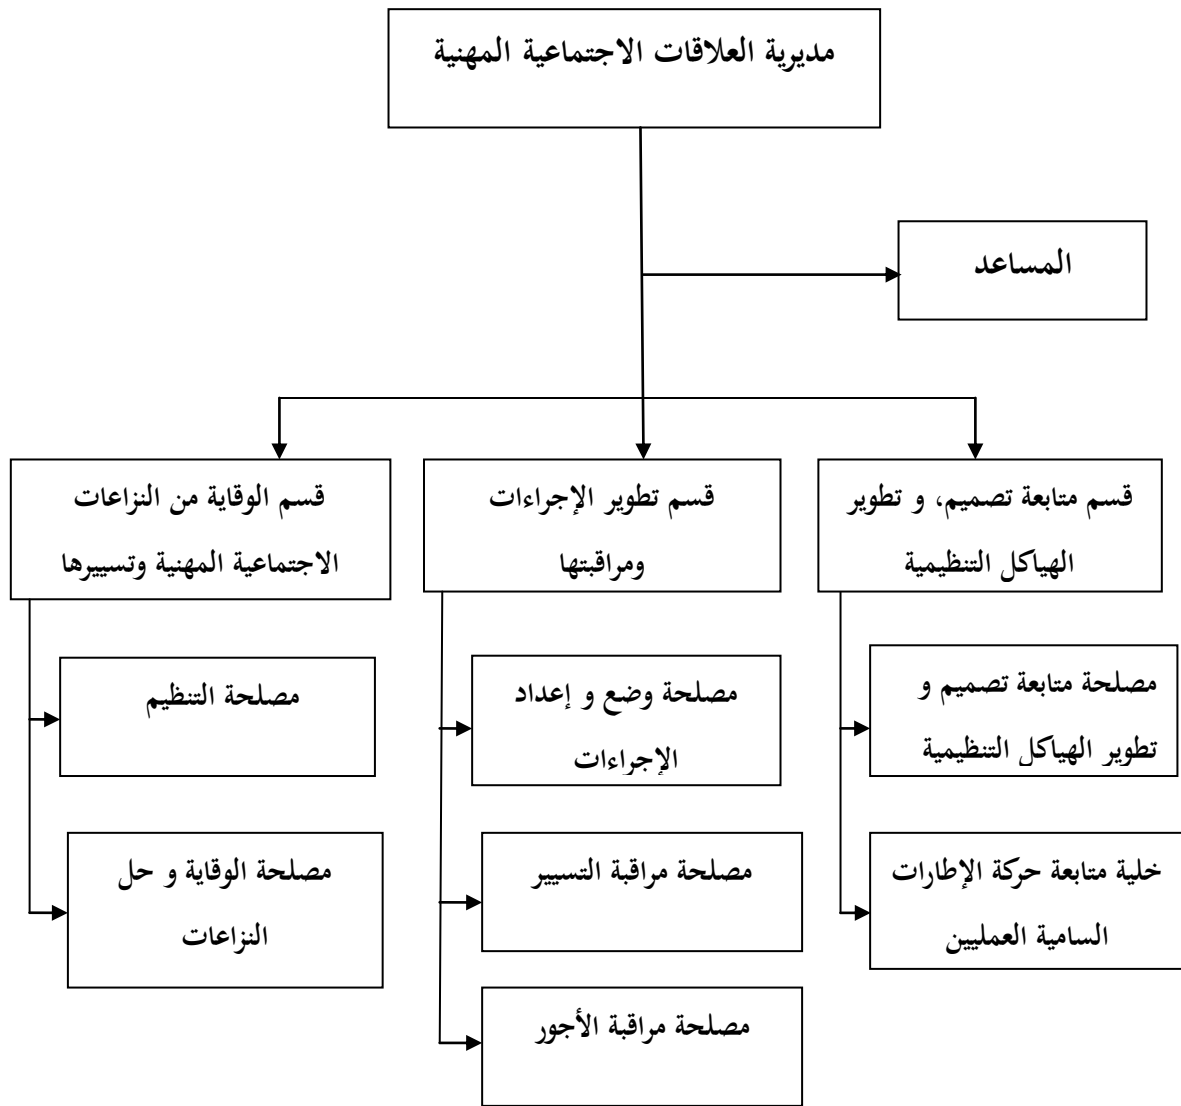 مديرية العلاقات الاجتماعية المهنية
المساعد
قسم متابعة تصميم، و تطوير
الهياكل التنظيمية
قسم تطوير الإجراءات
ومراقبتها
قسم الوقاية من النزاعات
الاجتماعية المهنية وتسييرها
مصلحة متابعة تصميم و
تطوير الهياكل التنظيمية
خلية متابعة حركة الإطارات
السامية العمليين
مصلحة وضع و إعداد
الإجراءات
مصلحة مراقبة التسيير
مصلحة مراقبة الأجور
مصلحة التنظيم
مصلحة الوقاية و حل
النزاعات